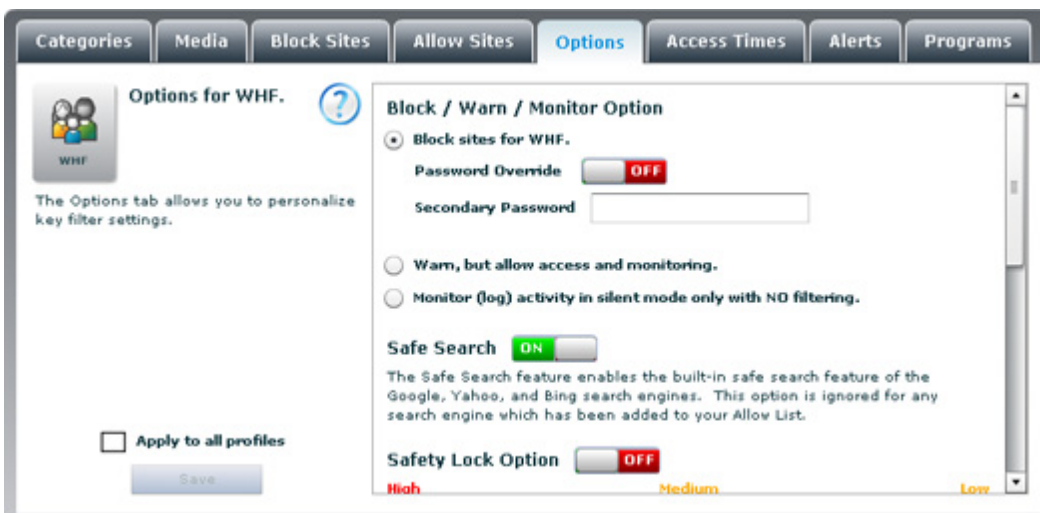 Categories
Media
Block Sites
Allow Sites
Options
Access Times
Alerts
Programs
Options for WHF.
?
WHF
The Options tab allows you to personalize
key filter settings.
Apply to all profiles
Save
Block / Warn / Monitor Option
Block sites for WHF.
Password Override OFF
Secondary Password
Warn, but allow access and monitoring.
Monitor (log) activity in silent mode only with NO filtering.
Safe Search ON
The Safe Search feature enables the built-in safe search feature of the
Google, Yahoo, and Bing search engines. This option is ignored for any
search engine which has been added to your Allow List.
Safety Lock Option OFF
High Medium Low